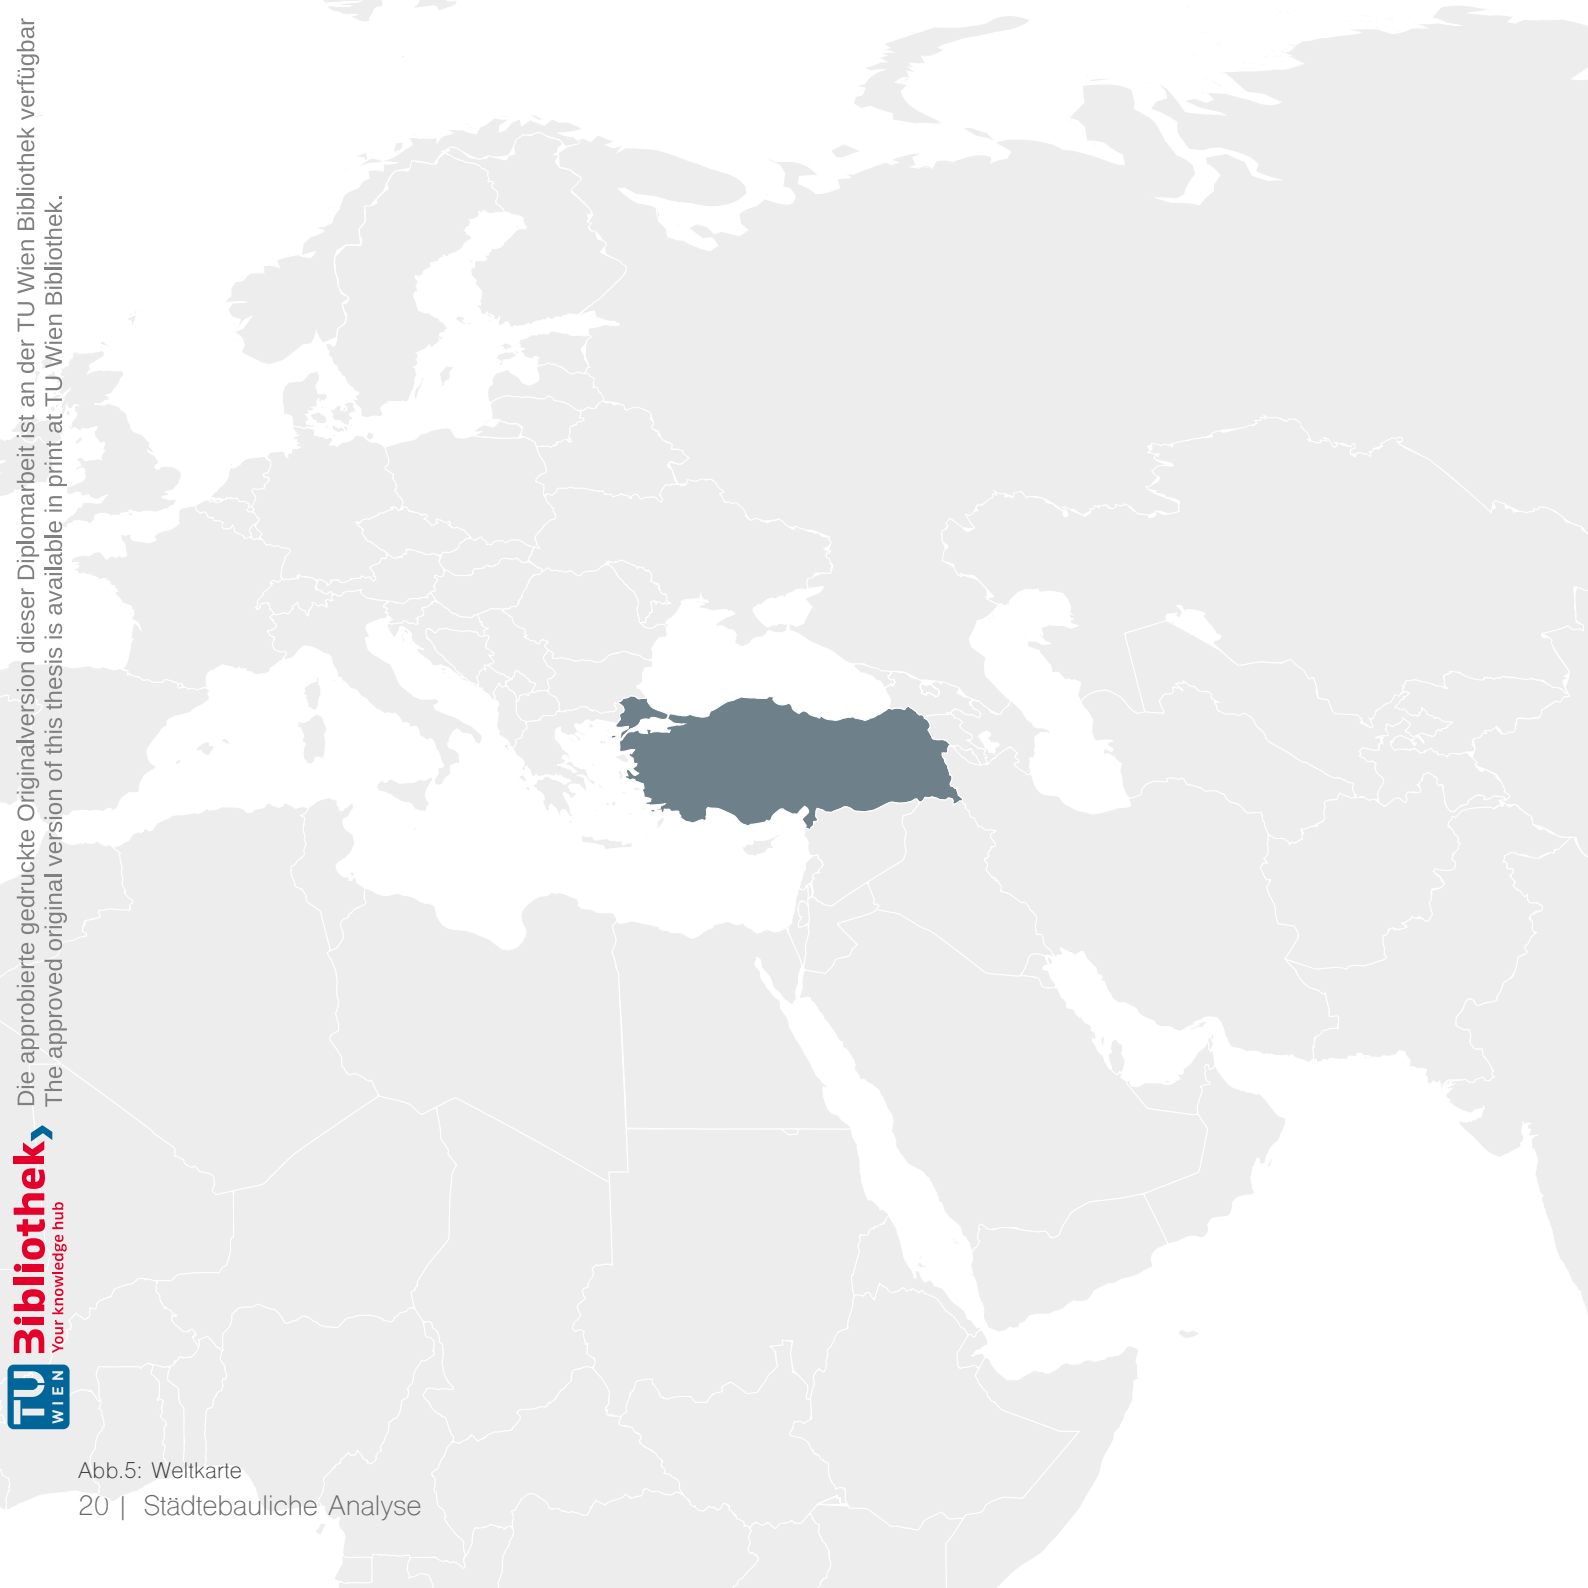 Die approbierte gedruckte Originalversion dieser Diplomarbeit ist an der TU Wien Bibliothek verfügbar
The approved original version of this thesis is available in print at TU Wien Bibliothek.
Bibliothek
Your knowledge hub
TU
WIEN
Abb.5: Weltkarte
20 | Städtebauliche Analyse